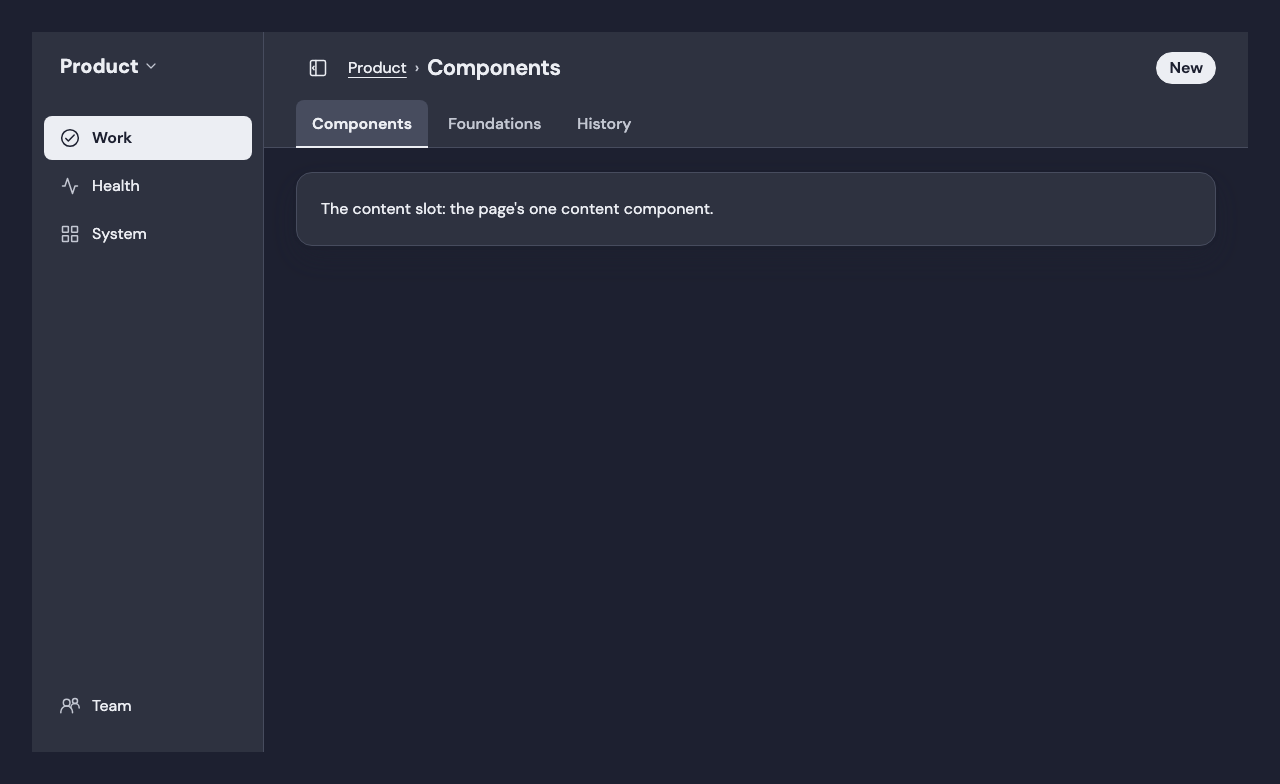 Product
Work
Health
System
Team
Product › Components
New
Components
Foundations
History
The content slot: the page's one content component.